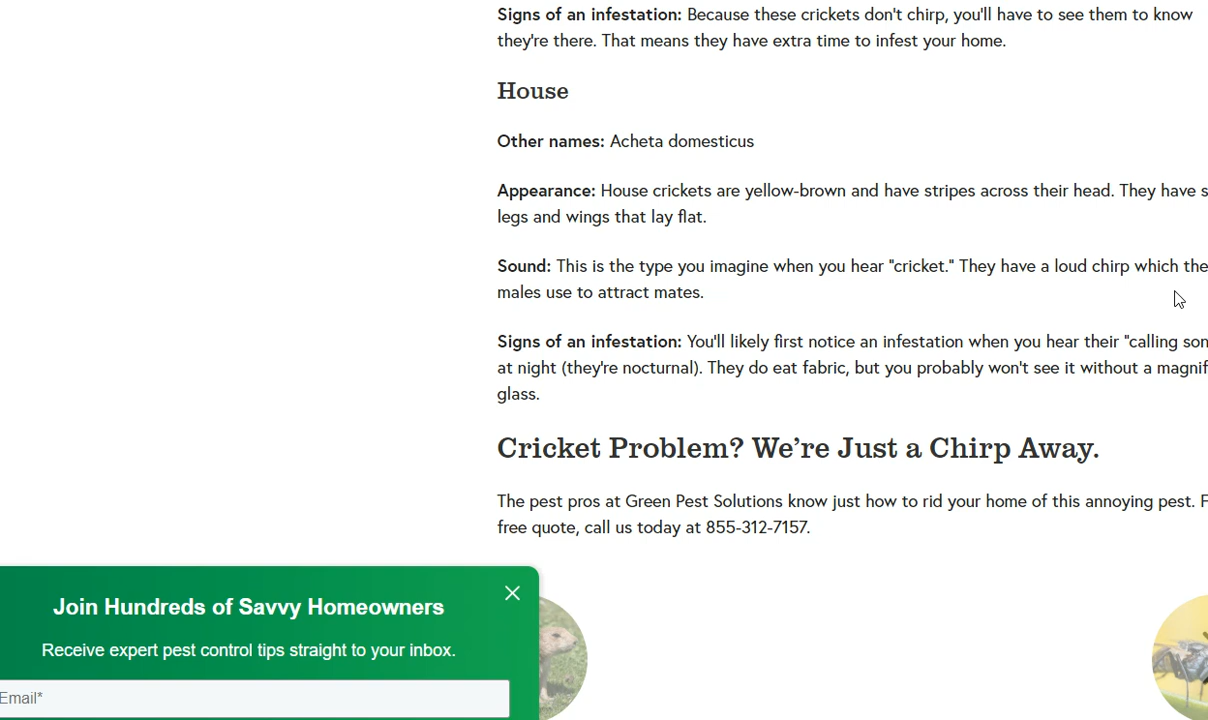 Signs of an infestation: Because these crickets don't chirp, you'll have to see them to know
they're there. That means they have extra time to infest your home.
House
Other names: Acheta domesticus
Appearance: House crickets are yellow-brown and have stripes across their head. They have
legs and wings that lay flat.
Sound: This is the type you imagine when you hear "cricket." They have a loud chirp which the
males use to attract mates.
Signs of an infestation: You'll likely first notice an infestation when you hear their "calling
at night (they're nocturnal). They do eat fabric, but you probably won't see it without a
glass.
Cricket Problem? We’re Just a Chirp Away.
The pest pros at Green Pest Solutions know just how to rid your home of this annoying pest.
free quote, call us today at 855-312-7157.
Join Hundreds of Savvy Homeowners
Receive expert pest control tips straight to your inbox.
Email*